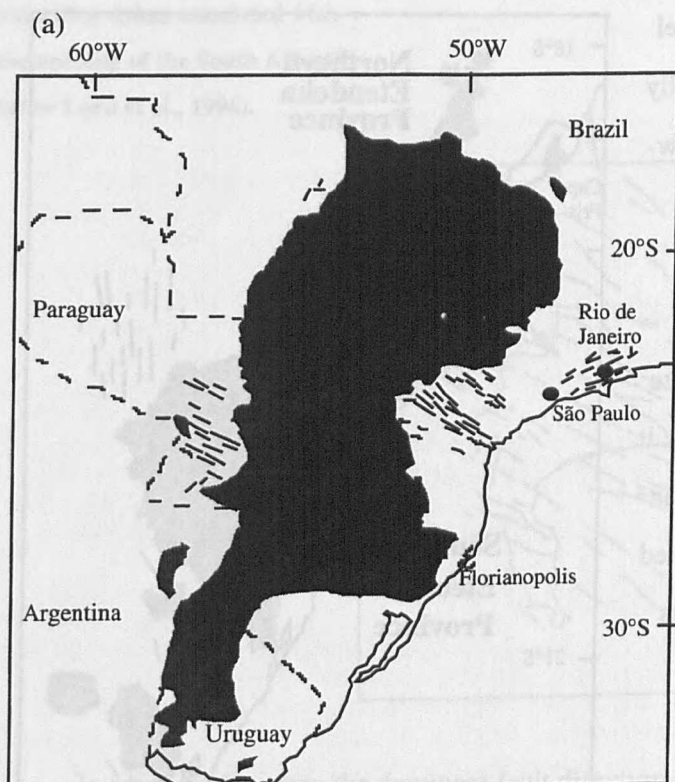 (a)
60°W
50°W
Brazil
20°S
Paraguay
Rio de
Janeiro
São Paulo
Florianopolis
Argentina
30°S
Uruguay